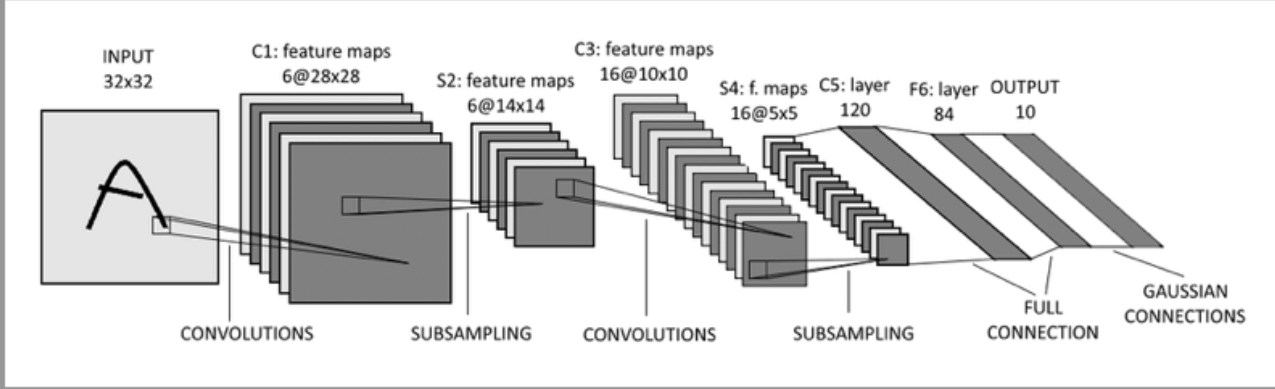 INPUT
32x32
C1: feature maps
6@28x28
S2: feature maps
6@14x14
C3: feature maps
16@10x10
S4: f. maps
16@5x5
C5: layer
120
F6: layer
84
OUTPUT
10
CONVOLUTIONS
SUBSAMPLING
CONVOLUTIONS
SUBSAMPLING
FULL
CONNECTION
GAUSSIAN
CONNECTIONS